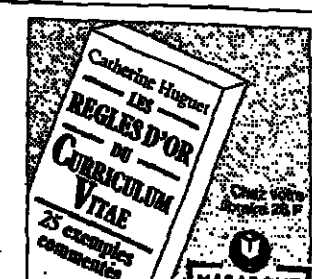 Catherine Huguet
LES
REGLES D'OR
DU
CURRICULUM
VITAE
25 exemples
commentés
Chez votre
libraire 28 F
MARABOUT